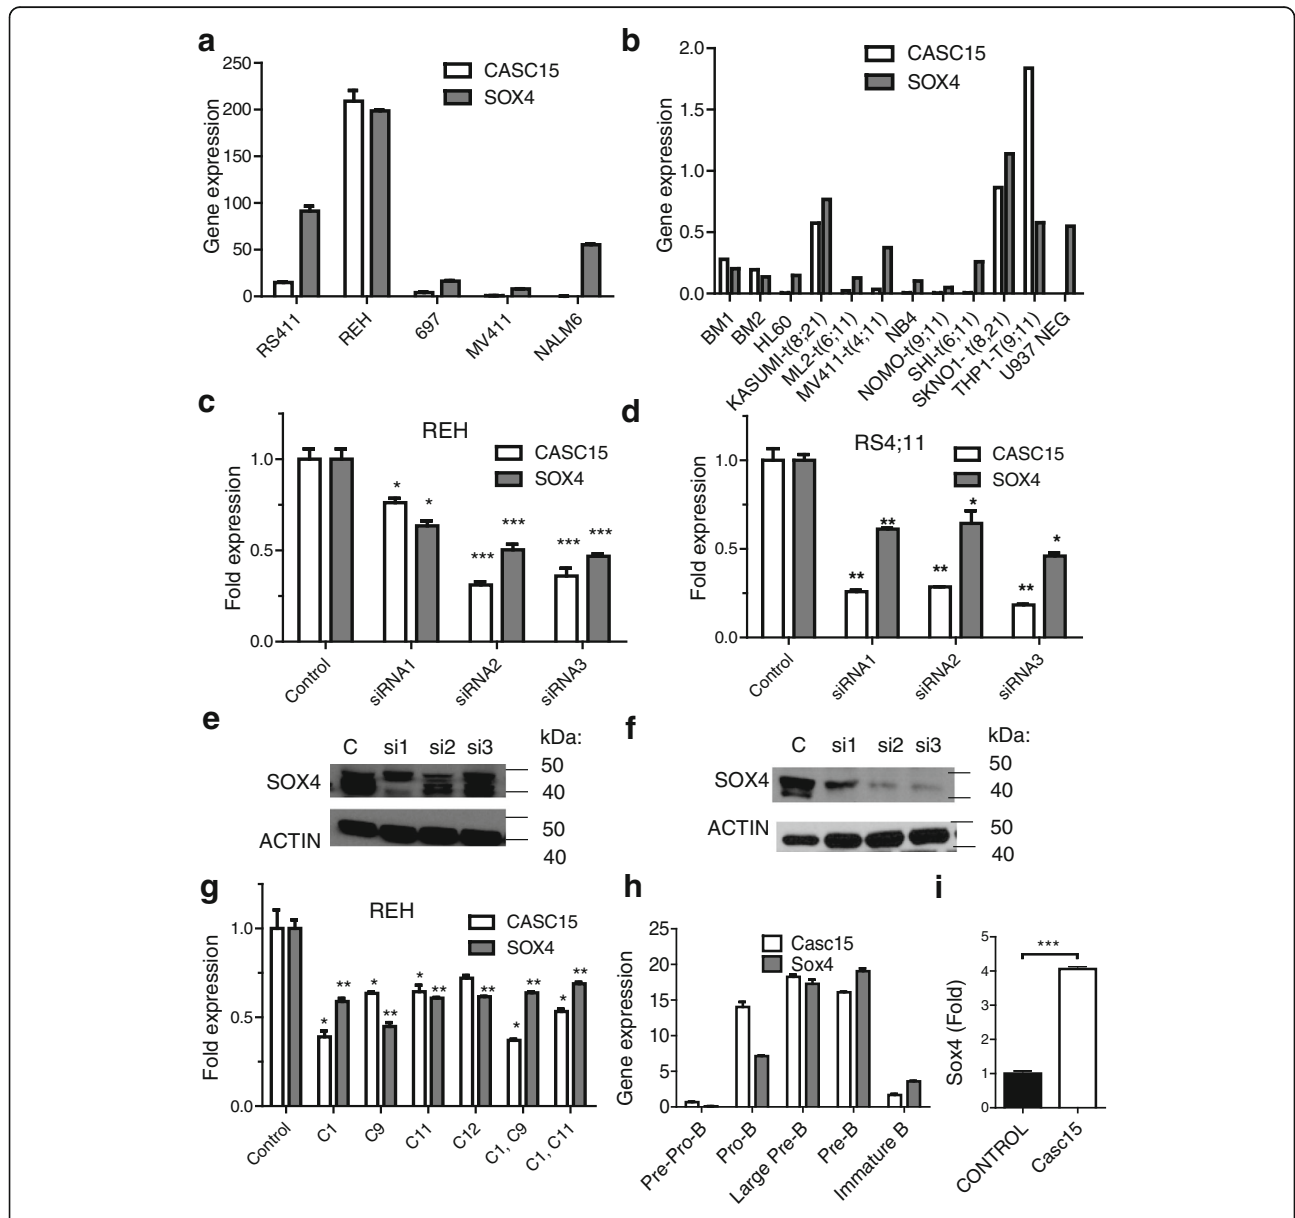 a
250
200
150
100
50
0
Gene expression
CASC15
SOX4
RS411
REH
697
MV411
NALM6
b
2.0
1.5
1.0
0.5
0.0
Gene expression
CASC15
SOX4
BM1
BM2
HL60
KASUMI-t(8;21)
ML2-t(6;11)
MV411-t(4;11)
NB4
NOMO-t(9;11)
SHI-t(6;11)
SKNO1- t(8,21)
THP1-T(9;11)
U937 NEG
c
REH
1.0
0.5
0.0
Fold expression
CASC15
SOX4
* * *** *** *** ***
Control
siRNA1
siRNA2
siRNA3
d
RS4;11
1.0
0.5
0.0
Fold expression
CASC15
SOX4
** ** ** * ** *
Control
siRNA1
siRNA2
siRNA3
e
C si1 si2 si3 kDa:
SOX4
50
40
ACTIN
50
40
f
C si1 si2 si3 kDa:
SOX4
50
40
ACTIN
50
40
g
REH
1.0
0.5
0.0
Fold expression
CASC15
SOX4
* ** * ** * ** ** * ** * **
Control
C1
C9
C11
C12
C1, C9
C1, C11
h
25
20
15
10
5
0
Gene expression
Casc15
Sox4
Pre-Pro-B
Pro-B
Large Pre-B
Pre-B
Immature B
i
5
4
3
2
1
0
Sox4 (Fold)
***
CONTROL
Casc15